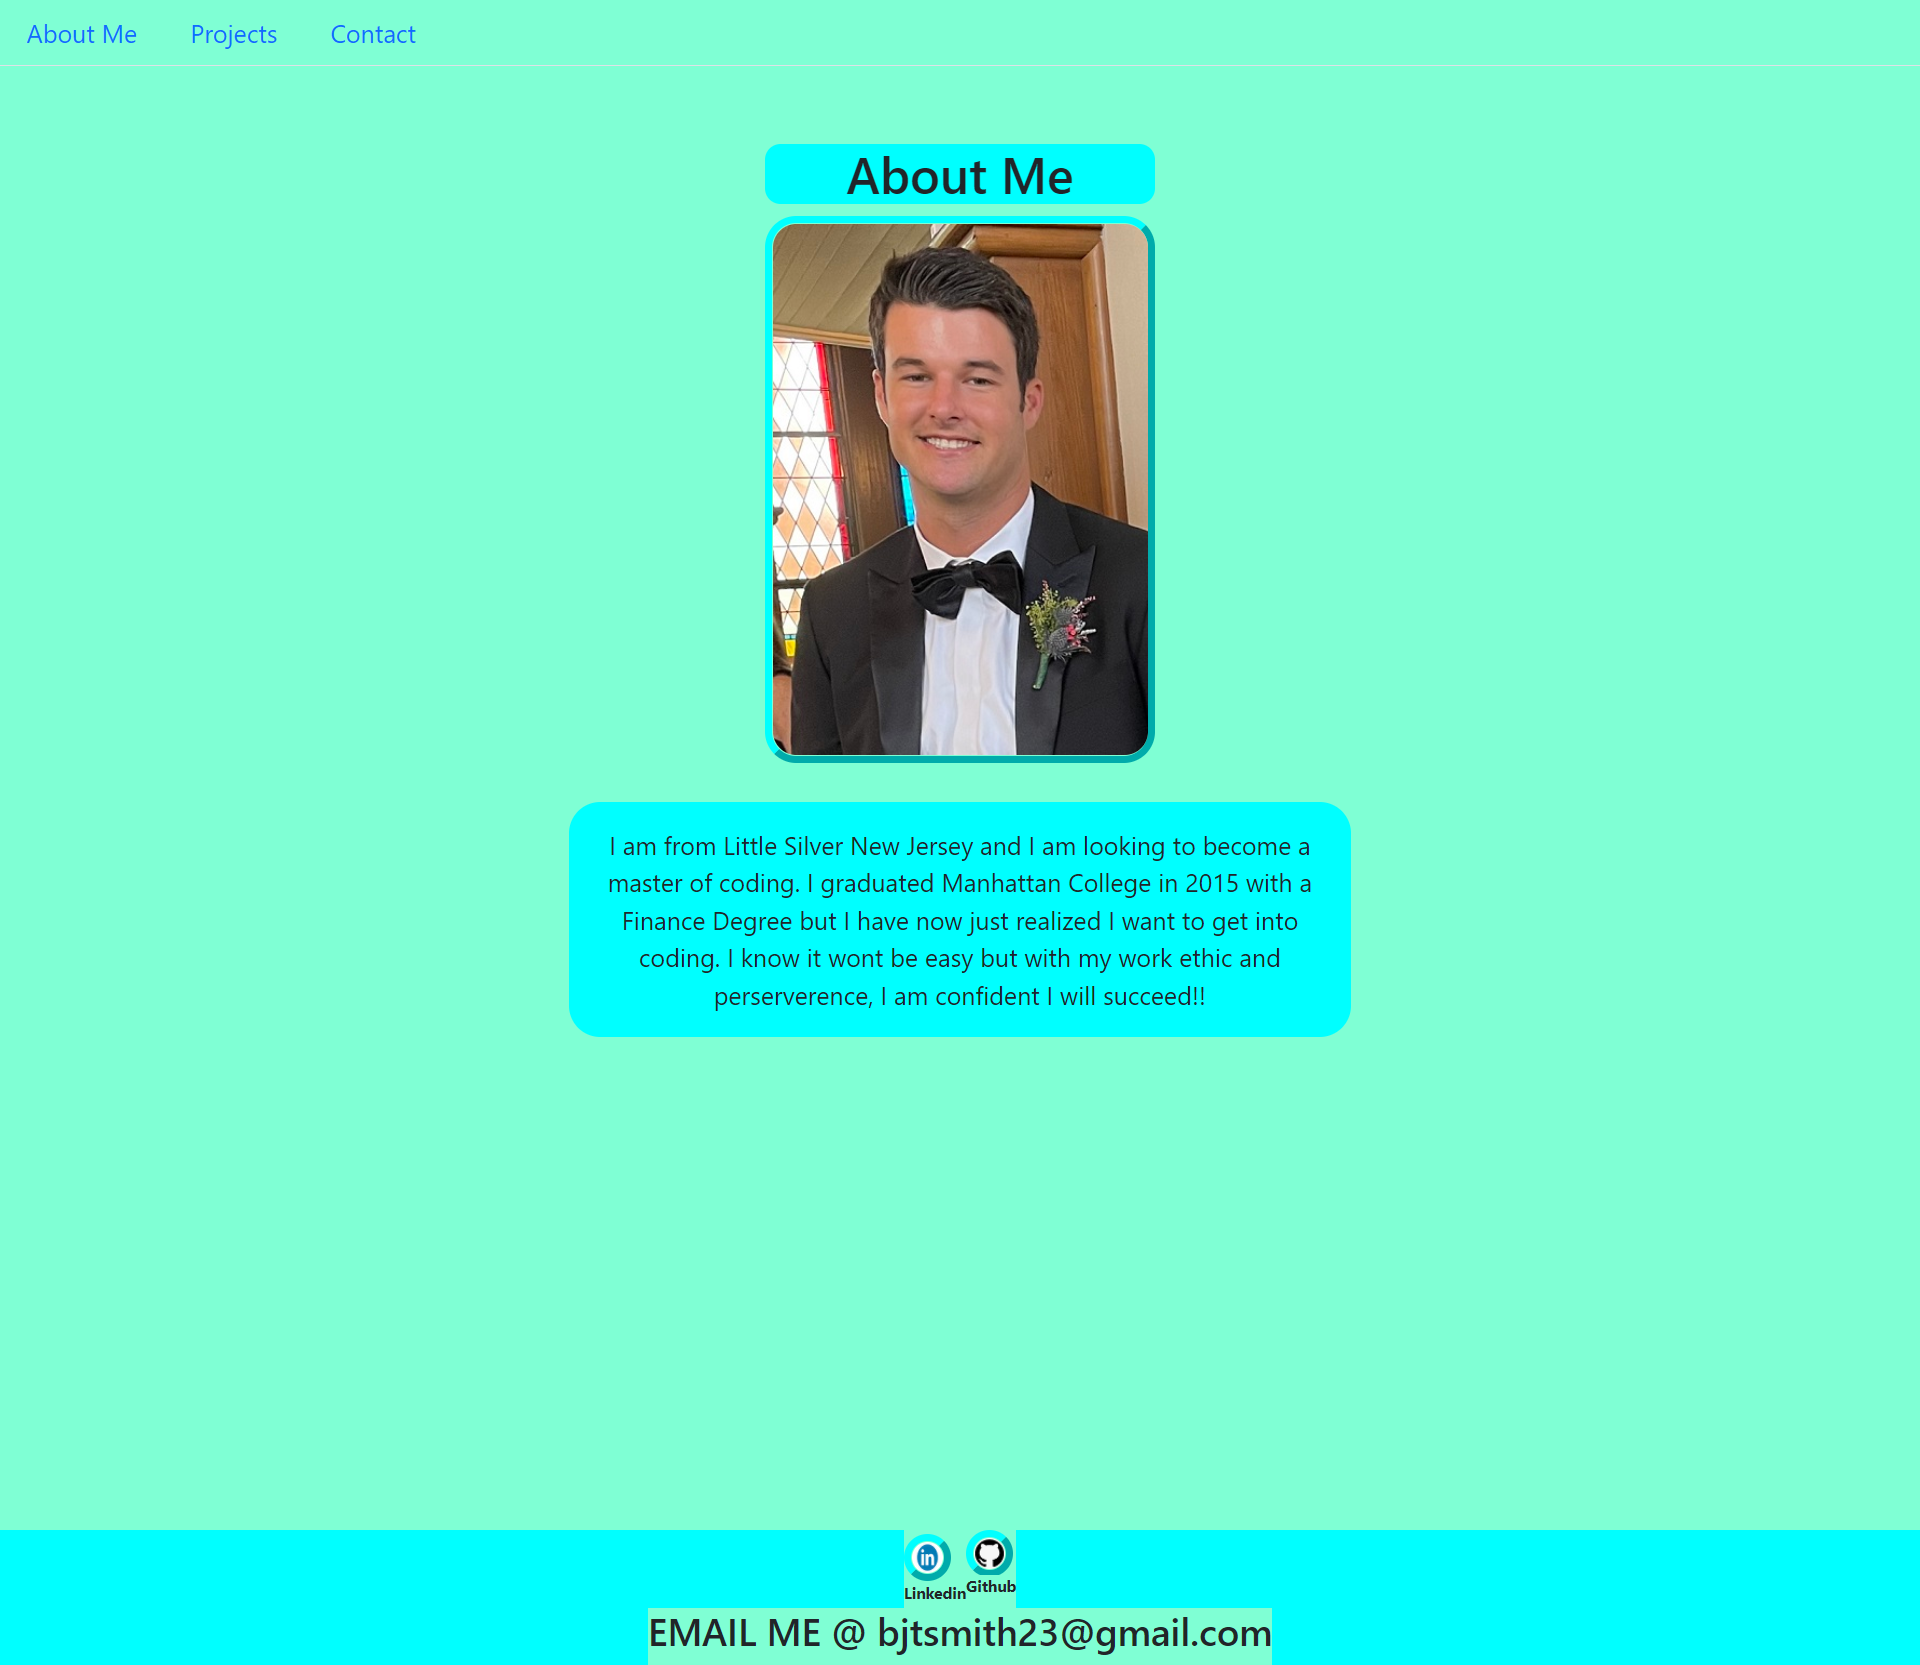 About Me Projects Contact
About Me
I am from Little Silver New Jersey and I am looking to become a
master of coding. I graduated Manhattan College in 2015 with a
Finance Degree but I have now just realized I want to get into
coding. I know it wont be easy but with my work ethic and
perserverence, I am confident I will succeed!!
in
Linkedin Github
EMAIL ME @ bjtsmith23@gmail.com